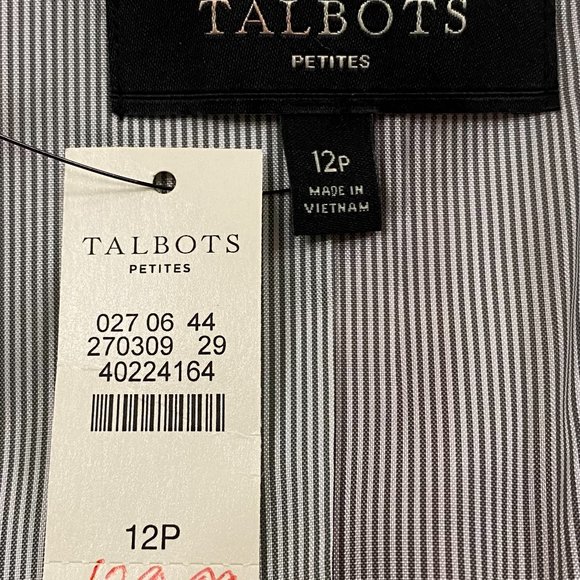 TALBOTS
PETITES
12P
MADE IN
VIETNAM
TALBOTS
PETITES
027 06 44
270309 29
40224164
12P